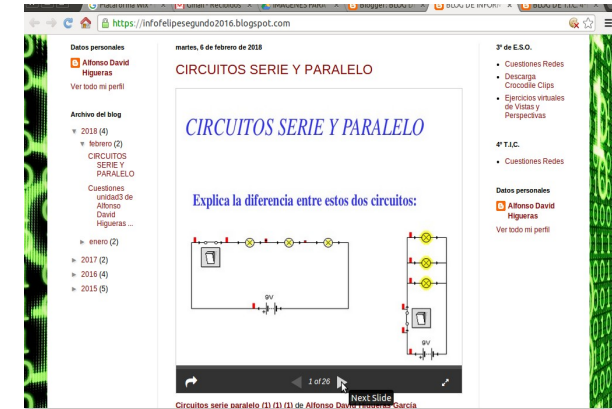 https://infofelipesegundo2016.blogspot.com
Datos personales
Alfonso David
Higueras
Ver todo mi perfil
Archivo del blog
▼ 2018 (4)
▼ febrero (2)
CIRCUITOS
SERIE Y
PARALELO
Cuestiones
unidad3 de
Alfonso
David
Higueras ...
► enero (2)
► 2017 (2)
► 2016 (4)
► 2015 (5)
martes, 6 de febrero de 2018
CIRCUITOS SERIE Y PARALELO
CIRCUITOS SERIE Y PARALELO
Explica la diferencia entre estos dos circuitos:
9V
9V
1 of 26
Next Slide
Circuitos serie paralelo (1) (1) (1) de Alfonso David Higueras Garcia
3º de E.S.O.
Cuestiones Redes
Descarga
Crocodile Clips
Ejercicios virtuales
de Vistas y
Perspectivas
4º T.I.C.
Cuestiones Redes
Datos personales
Alfonso David
Higueras
Ver todo mi perfil